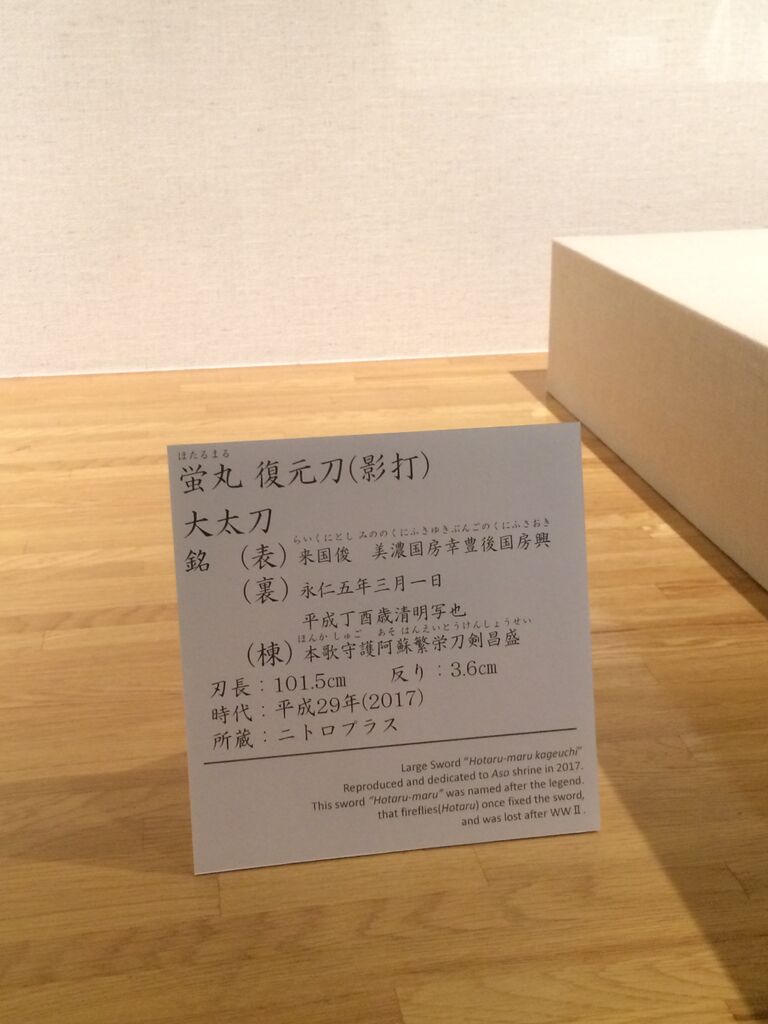 ほたるまる
蛍丸 復元刀(影打)
大太刀
らいくにとし みののくにふさゆきぶんごのくにふさおき
銘 (表) 来国俊 美濃国房幸豊後国房興
(裏) 永仁五年三月一日
平成丁酉歳清明写也
ほんか しゅご あそ はんえいとうけんしょうせい
(棟) 本歌守護阿蘇繁栄刀剣昌盛
刃長:101.5cm 反り:3.6cm
時代:平成29年(2017)
所蔵:ニトロプラス
Large Sword "Hotaru-maru kageuchi"
Reproduced and dedicated to Aso shrine in 2017.
This sword "Hotaru-maru" was named after the legend.
that fireflies(Hotaru) once fixed the sword,
and was lost after WWⅡ.